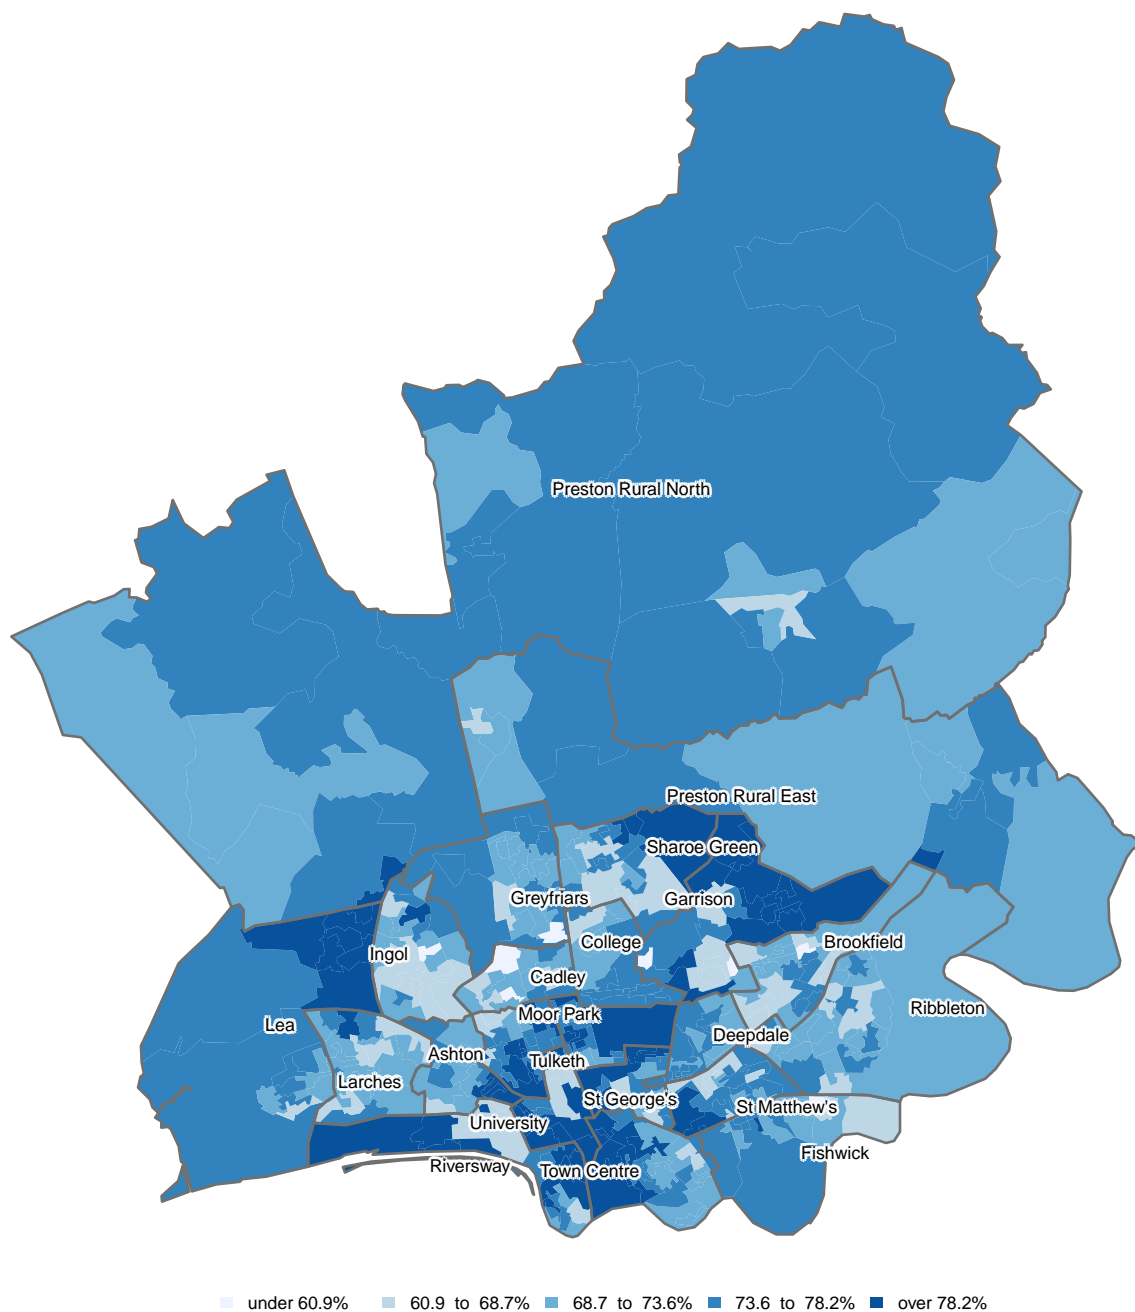 Preston Rural North
Preston Rural East
Sharoe Green
Greyfriars
Garrison
College
Brookfield
Ingol
Cadley
Ribbleton
Moor Park
Lea
Deepdale
Ashton
Tulketh
Larches
St George's
St Matthew's
University
Fishwick
Riversway
Town Centre
under 60.9% 60.9 to 68.7% 68.7 to 73.6% 73.6 to 78.2% over 78.2%